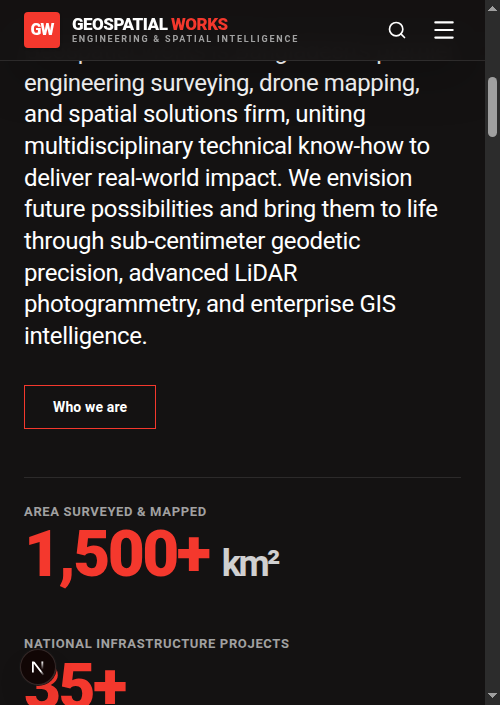 GW
GEOSPATIAL WORKS
ENGINEERING & SPATIAL INTELLIGENCE
engineering surveying, drone mapping,
and spatial solutions firm, uniting
multidisciplinary technical know-how to
deliver real-world impact. We envision
future possibilities and bring them to life
through sub-centimeter geodetic
precision, advanced LiDAR
photogrammetry, and enterprise GIS
intelligence.
Who we are
AREA SURVEYED & MAPPED
1,500+ km²
NATIONAL INFRASTRUCTURE PROJECTS
N
35+